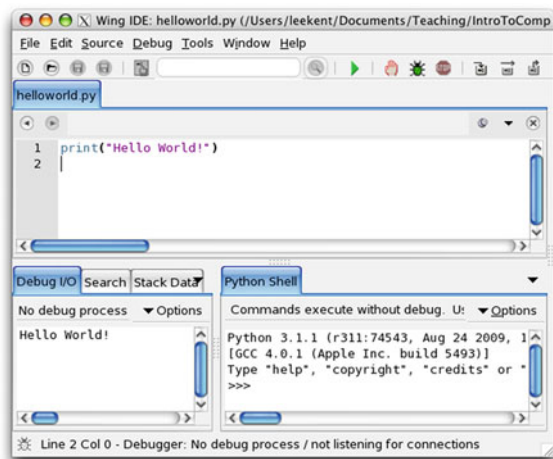 Wing IDE: helloworld.py (/Users/leekent/Documents/Teaching/IntroToComp
File Edit Source Debug Tools Window Help
helloworld.py
1 print("Hello World!")
2
Debug I/O Search Stack Data
Python Shell
No debug process Options
Commands execute without debug. Us Options
Hello World!
Python 3.1.1 (r311:74543, Aug 24 2009, 1
[GCC 4.0.1 (Apple Inc. build 5493)]
Type "help", "copyright", "credits" or "
>>>
Line 2 Col 0 - Debugger: No debug process / not listening for connections